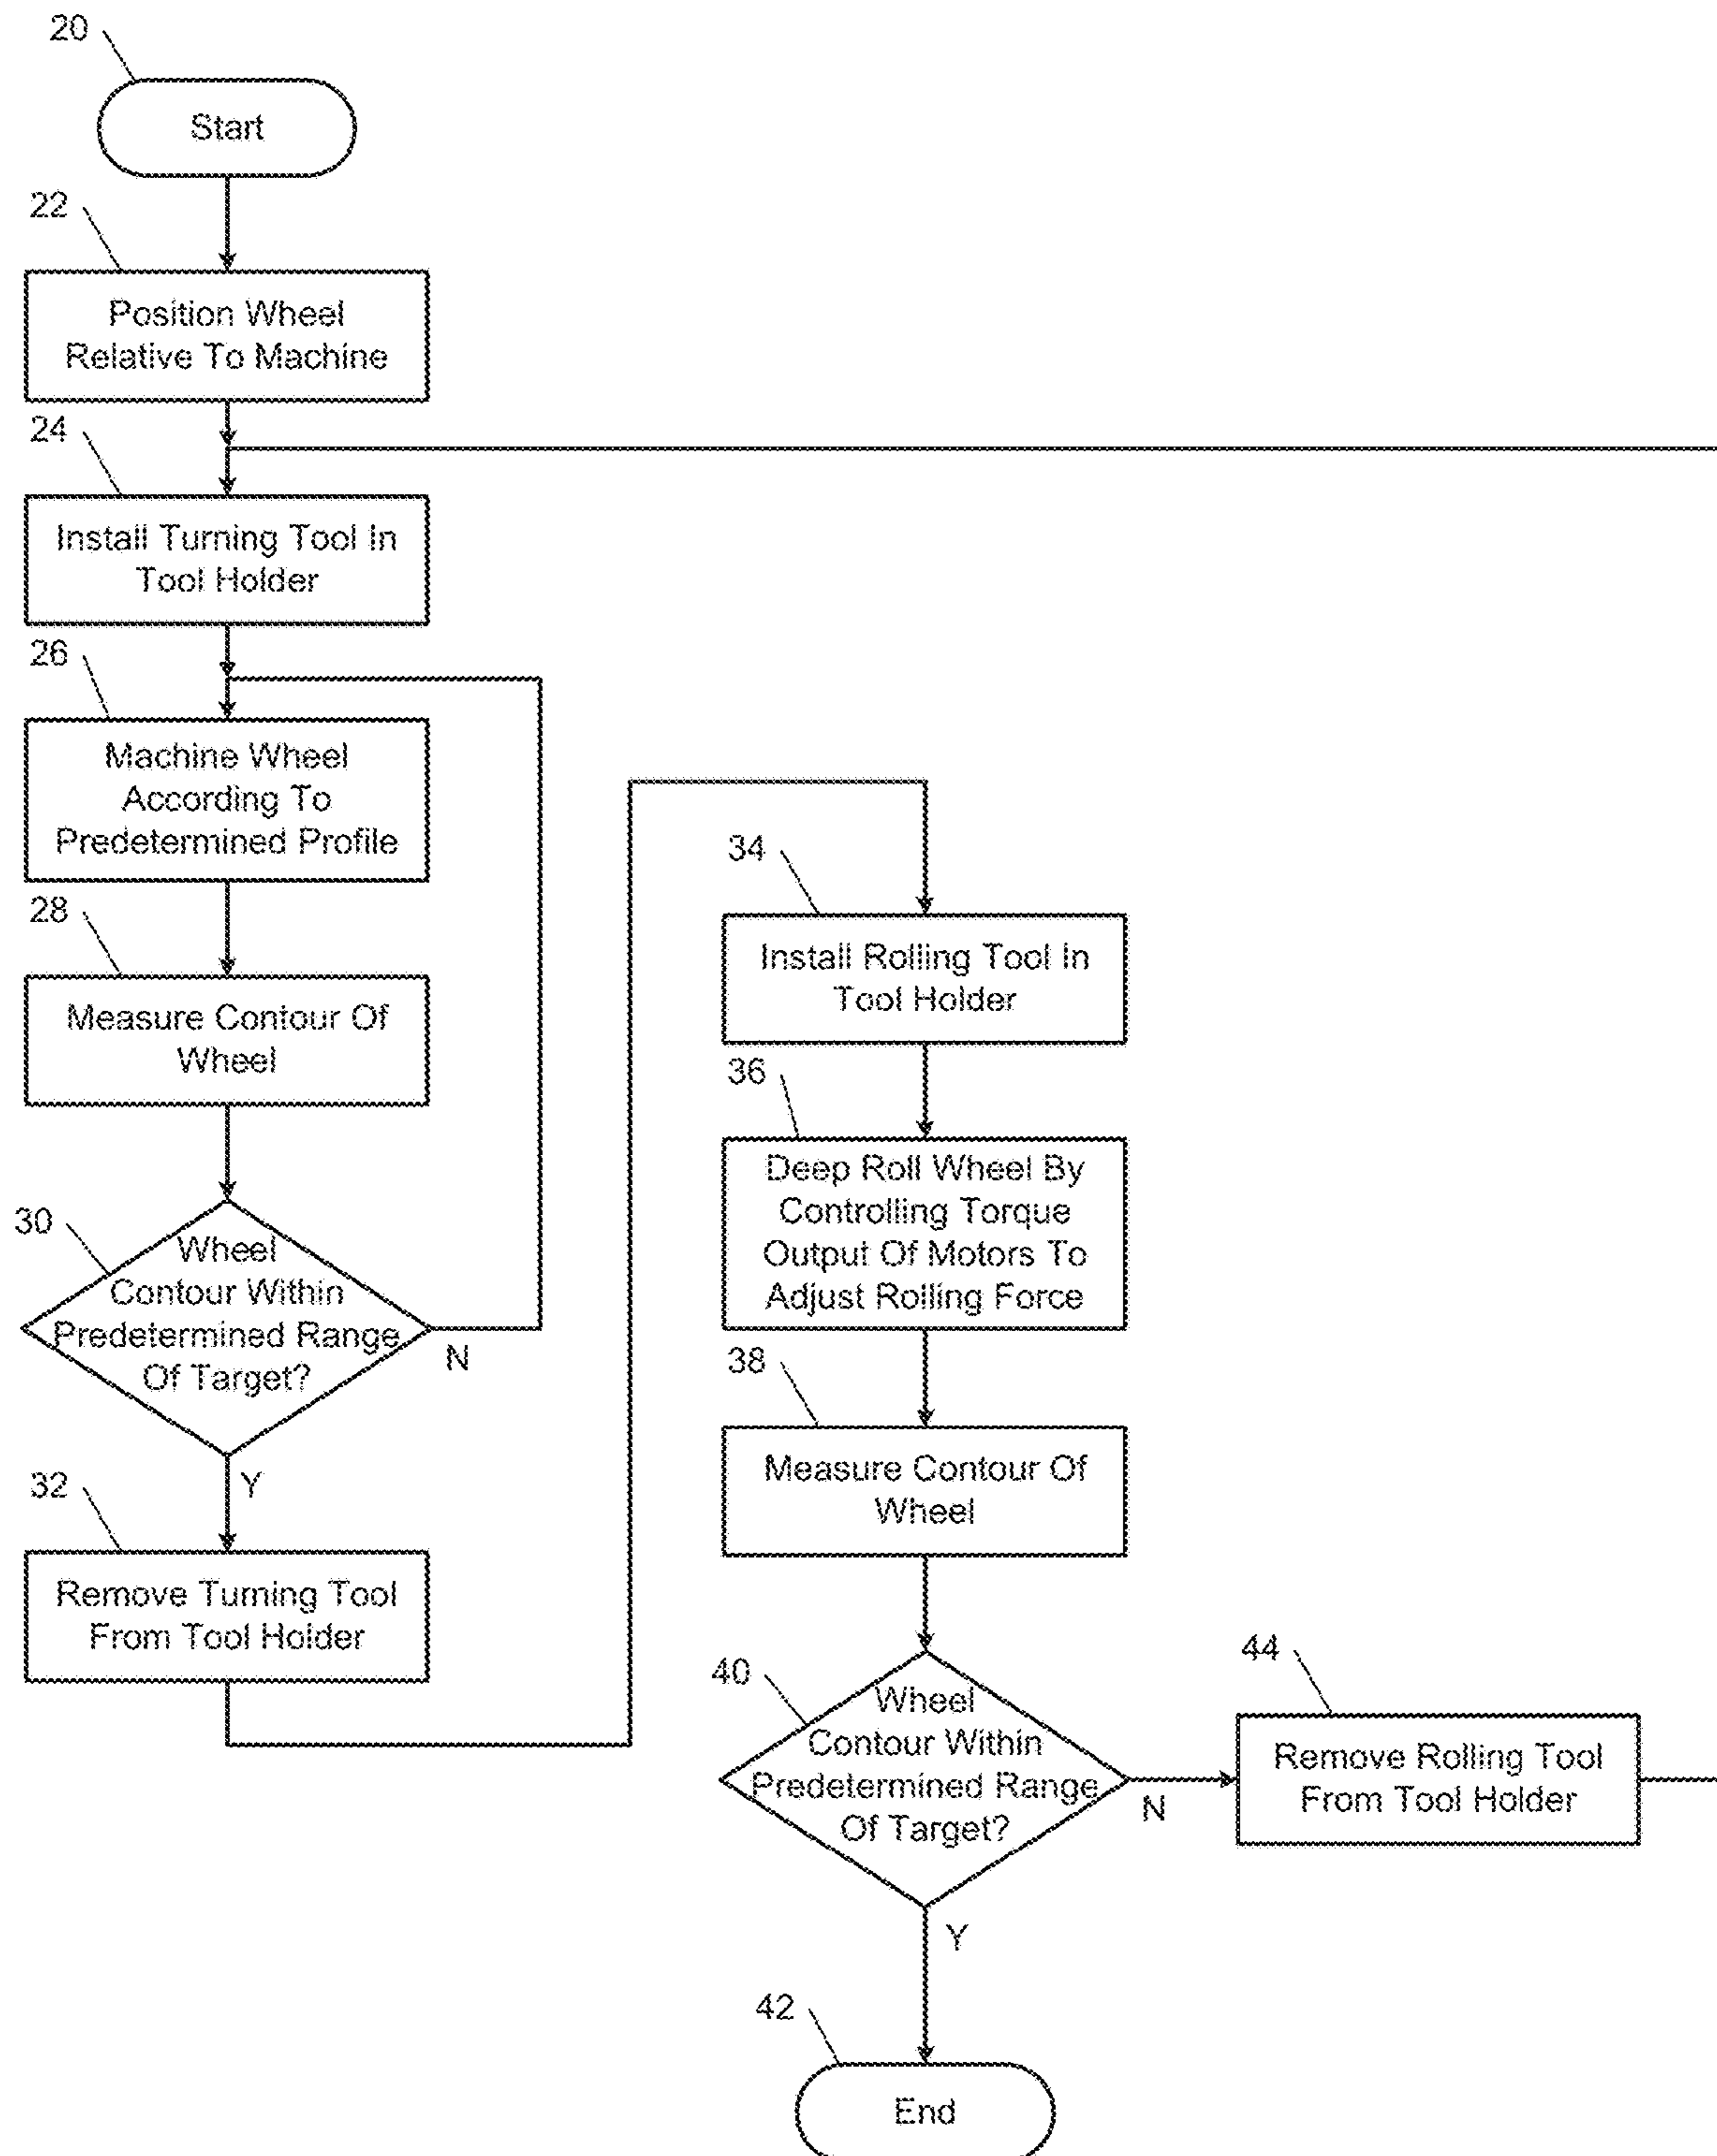 20
Start
22
Position Wheel
Relative To Machine
24
Install Turning Tool In
Tool Holder
26
Machine Wheel
According To
Predetermined Profile
28
Measure Contour Of
Wheel
30
Wheel
Contour Within
Predetermined Range
Of Target?
N
Y
32
Remove Turning Tool
From Tool Holder
34
Install Rolling Tool In
Tool Holder
36
Deep Roll Wheel By
Controlling Torque
Output Of Motors To
Adjust Rolling Force
38
Measure Contour Of
Wheel
40
Wheel
Contour Within
Predetermined Range
Of Target?
N
Y
44
Remove Rolling Tool
From Tool Holder
42
End